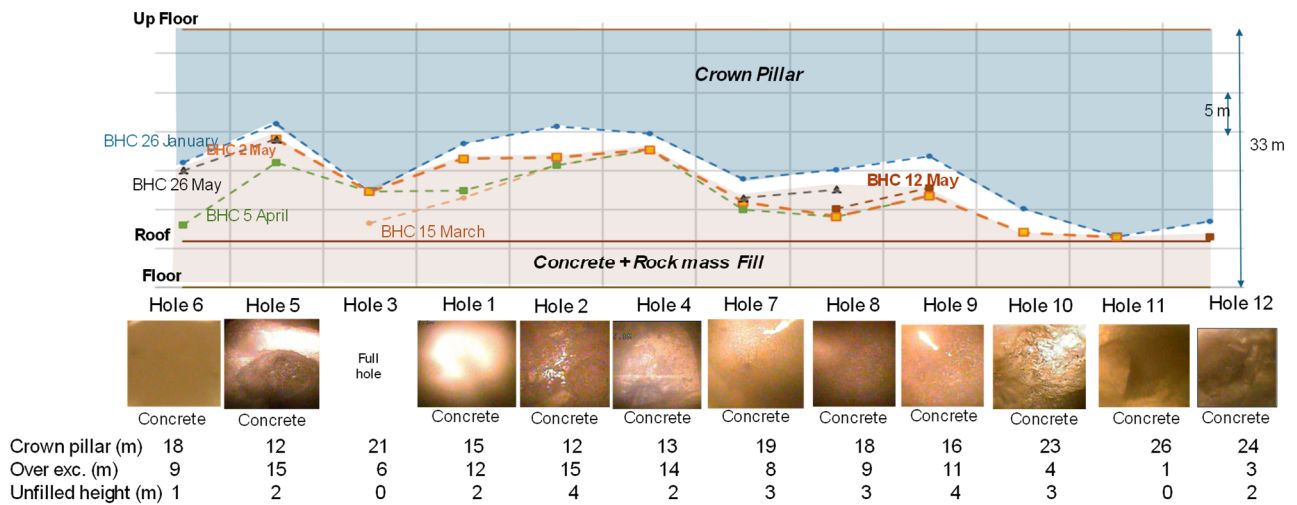 Up Floor
Crown Pillar
5 m
33 m
BHC 26 January
BHC 2 May
BHC 26 May
BHC 12 May
BHC 5 April
BHC 15 March
Roof
Concrete + Rock mass Fill
Floor
Hole 6 Hole 5 Hole 3 Hole 1 Hole 2 Hole 4 Hole 7 Hole 8 Hole 9 Hole 10 Hole 11 Hole 12
Full
hole
Concrete Concrete Concrete Concrete Concrete Concrete Concrete Concrete Concrete Concrete Concrete
Crown pillar (m) 18 12 21 15 12 13 19 18 16 23 26 24
Over exc. (m) 9 15 6 12 15 14 8 9 11 4 1 3
Unfilled height (m) 1 2 0 2 4 2 3 3 4 3 0 2